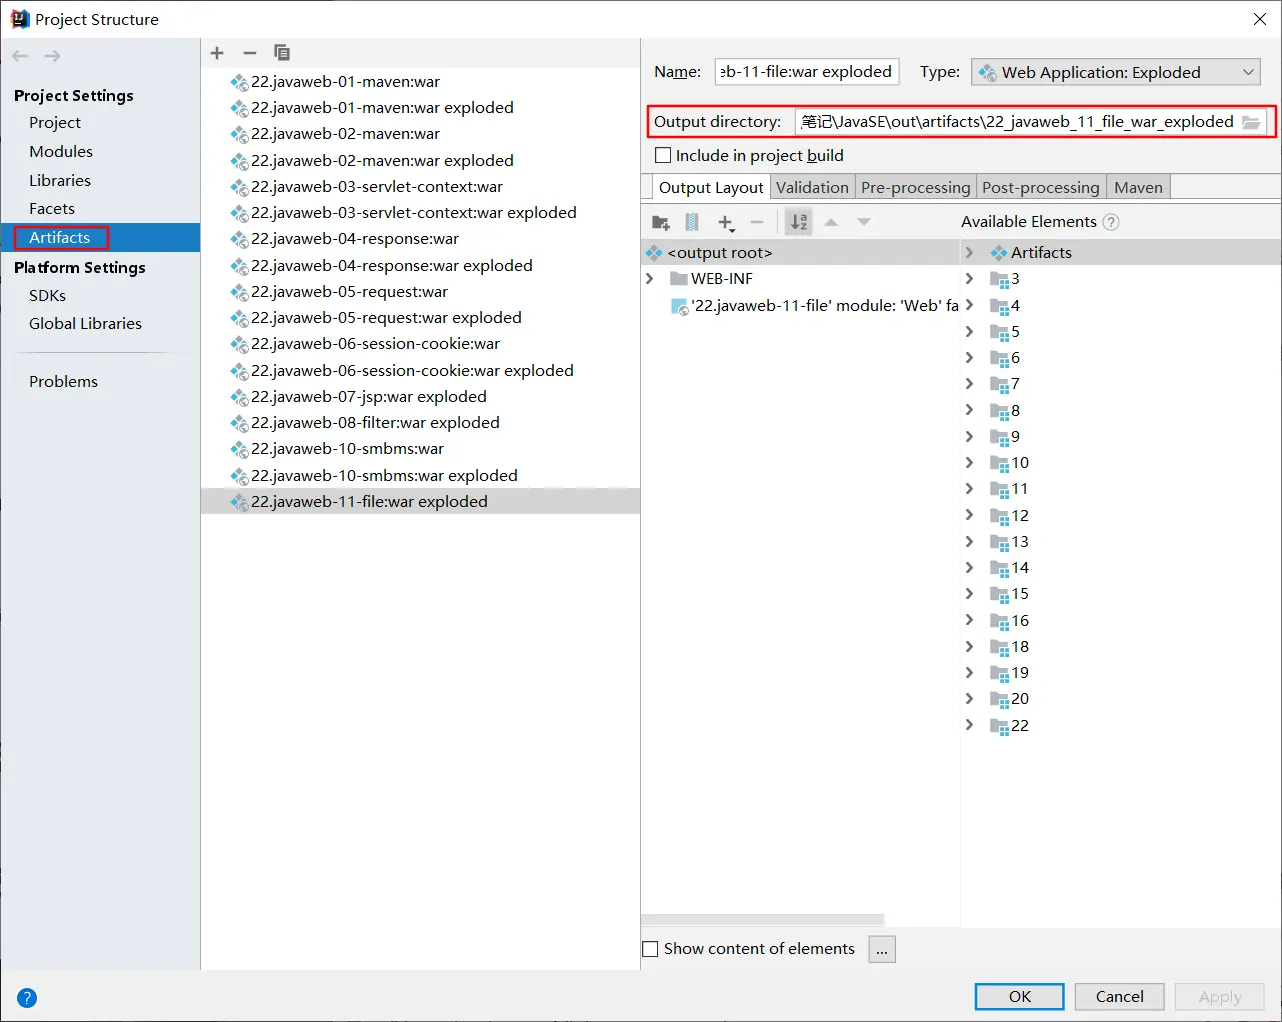 Project Structure
Project Settings
Project
Modules
Libraries
Facets
Artifacts
Platform Settings
SDKs
Global Libraries
Problems
22.javaweb-01-maven:war
22.javaweb-01-maven:war exploded
22.javaweb-02-maven:war
22.javaweb-02-maven:war exploded
22.javaweb-03-servlet-context:war
22.javaweb-03-servlet-context:war exploded
22.javaweb-04-response:war
22.javaweb-04-response:war exploded
22.javaweb-05-request:war
22.javaweb-05-request:war exploded
22.javaweb-06-session-cookie:war
22.javaweb-06-session-cookie:war exploded
22.javaweb-07-jsp:war exploded
22.javaweb-08-filter:war exploded
22.javaweb-10-smbms:war
22.javaweb-10-smbms:war exploded
22.javaweb-11-file:war exploded
Name: eb-11-file:war exploded Type: Web Application: Exploded
Output directory: 笔记\JavaSE\out\artifacts\22_javaweb_11_file_war_exploded
Include in project build
Output Layout Validation Pre-processing Post-processing Maven
Available Elements ?
<output root>
WEB-INF
'22.javaweb-11-file' module: 'Web' fa
Artifacts
3
4
5
6
7
8
9
10
11
12
13
14
15
16
18
19
20
22
Show content of elements ...
? OK Cancel Apply